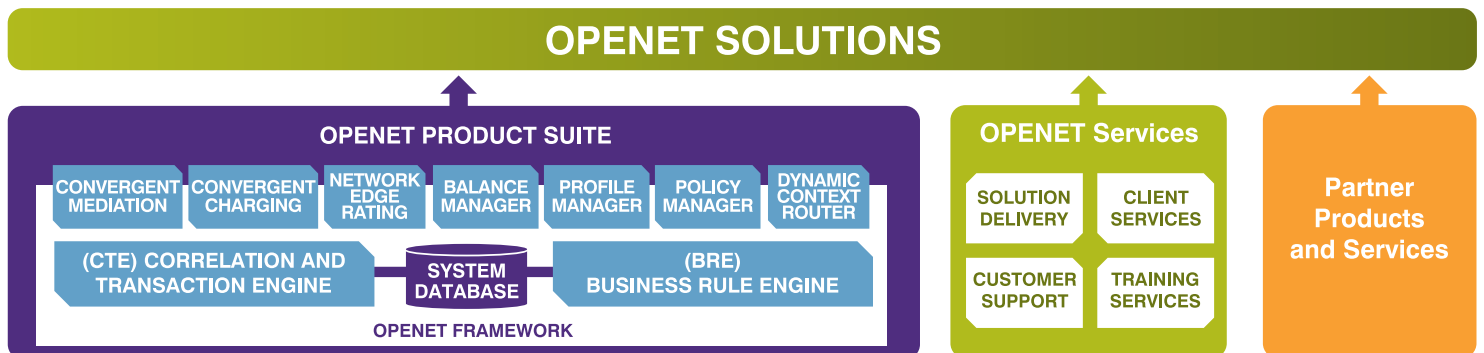 OPENET SOLUTIONS
OPENET PRODUCT SUITE
CONVERGENT
MEDIATION
CONVERGENT
CHARGING
NETWORK
EDGE
RATING
BALANCE
MANAGER
PROFILE
MANAGER
POLICY
MANAGER
DYNAMIC
CONTEXT
ROUTER
(CTE) CORRELATION AND
TRANSACTION ENGINE
SYSTEM
DATABASE
(BRE)
BUSINESS RULE ENGINE
OPENET FRAMEWORK
OPENET Services
SOLUTION
DELIVERY
CLIENT
SERVICES
CUSTOMER
SUPPORT
TRAINING
SERVICES
Partner
Products
and Services